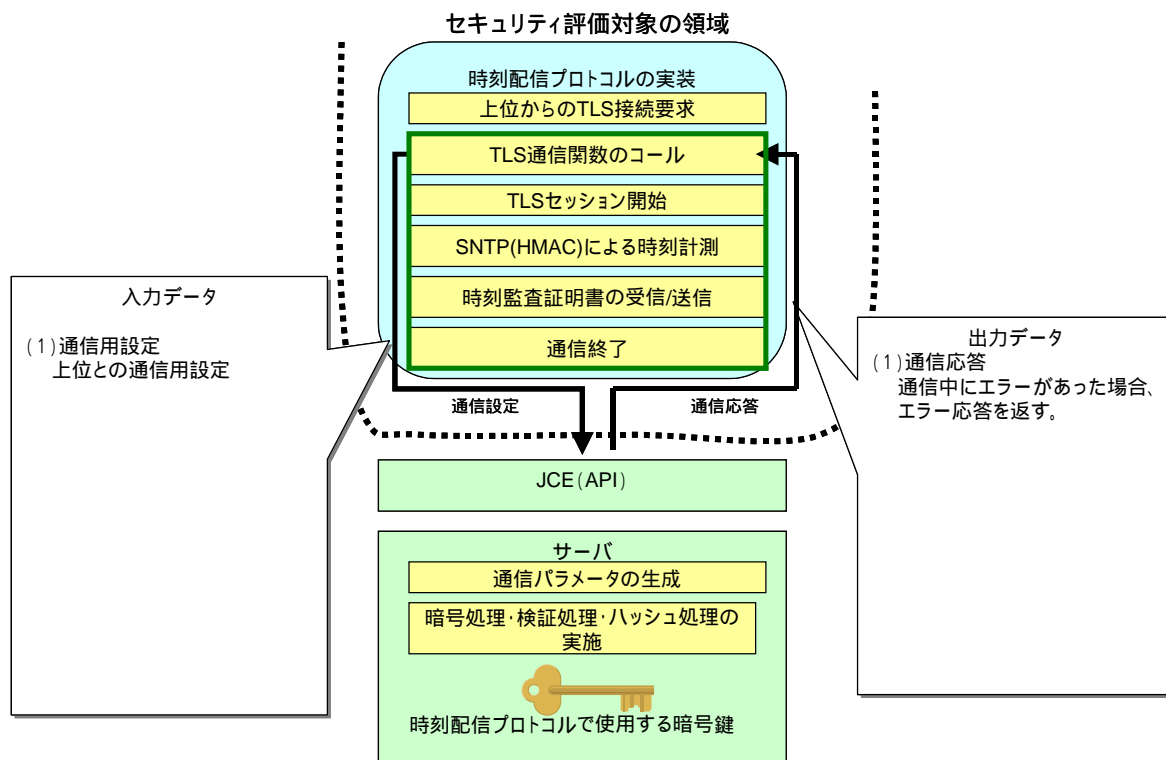 セキュリティ評価対象の領域
時刻配信プロトコルの実装
上位からのTLS接続要求
TLS通信関数のコール
TLSセッション開始
SNTP(HMAC)による時刻計測
時刻監査証明書の受信/送信
通信終了
入力データ
(1)通信用設定
上位との通信用設定
出力データ
(1)通信応答
通信中にエラーがあった場合、
エラー応答を返す。
通信設定
通信応答
JCE(API)
サーバ
通信パラメータの生成
暗号処理・検証処理・ハッシュ処理の
実施
時刻配信プロトコルで使用する暗号鍵